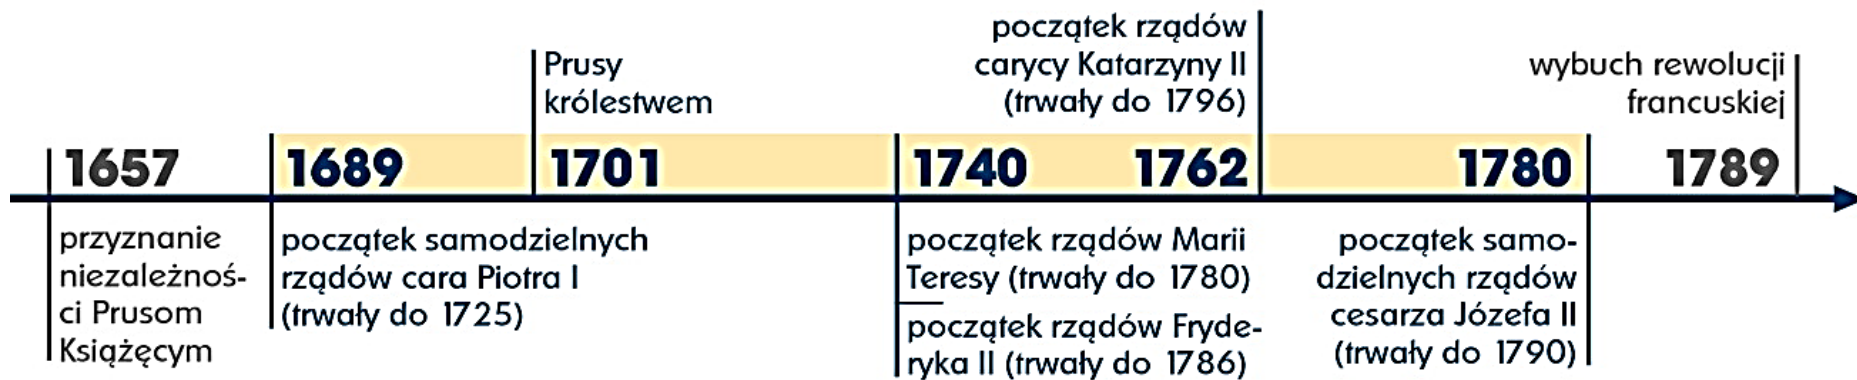 początek rządów
carycy Katarzyny II
(trwały do 1796)
Prusy
królestwem
wybuch rewolucji
francuskiej
1657
1689
1701
1740
1762
1780
1789
przyznanie
niezależnoś-
ci Prusom
Książęcym
początek samodzielnych
rządów cara Piotra I
(trwały do 1725)
początek rządów Marii
Teresy (trwały do 1780)
początek rządów Fryde-
ryka II (trwały do 1786)
początek samo-
dzielnych rządów
cesarza Józefa II
(trwały do 1790)